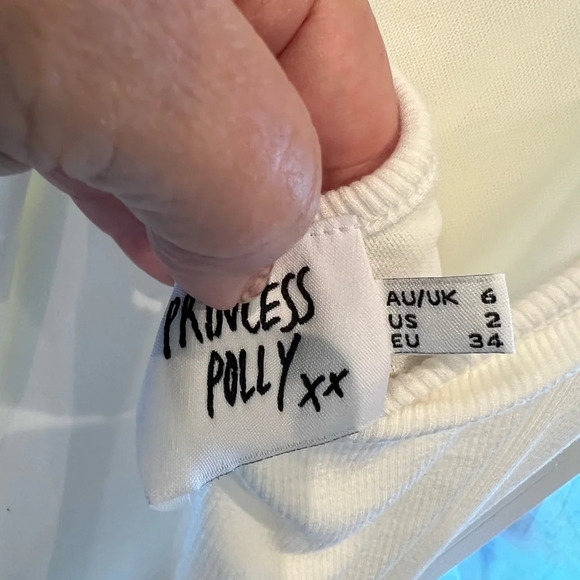 PRINCESS
POLLY xx
AU/UK 6
US 2
EU 34